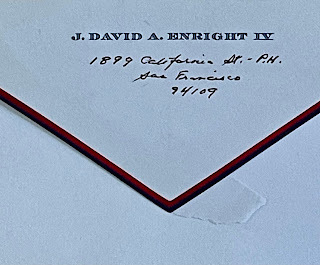 J. DAVID A. ENRIGHT IV
1899 California St. - P.H.
San Francisco
94109